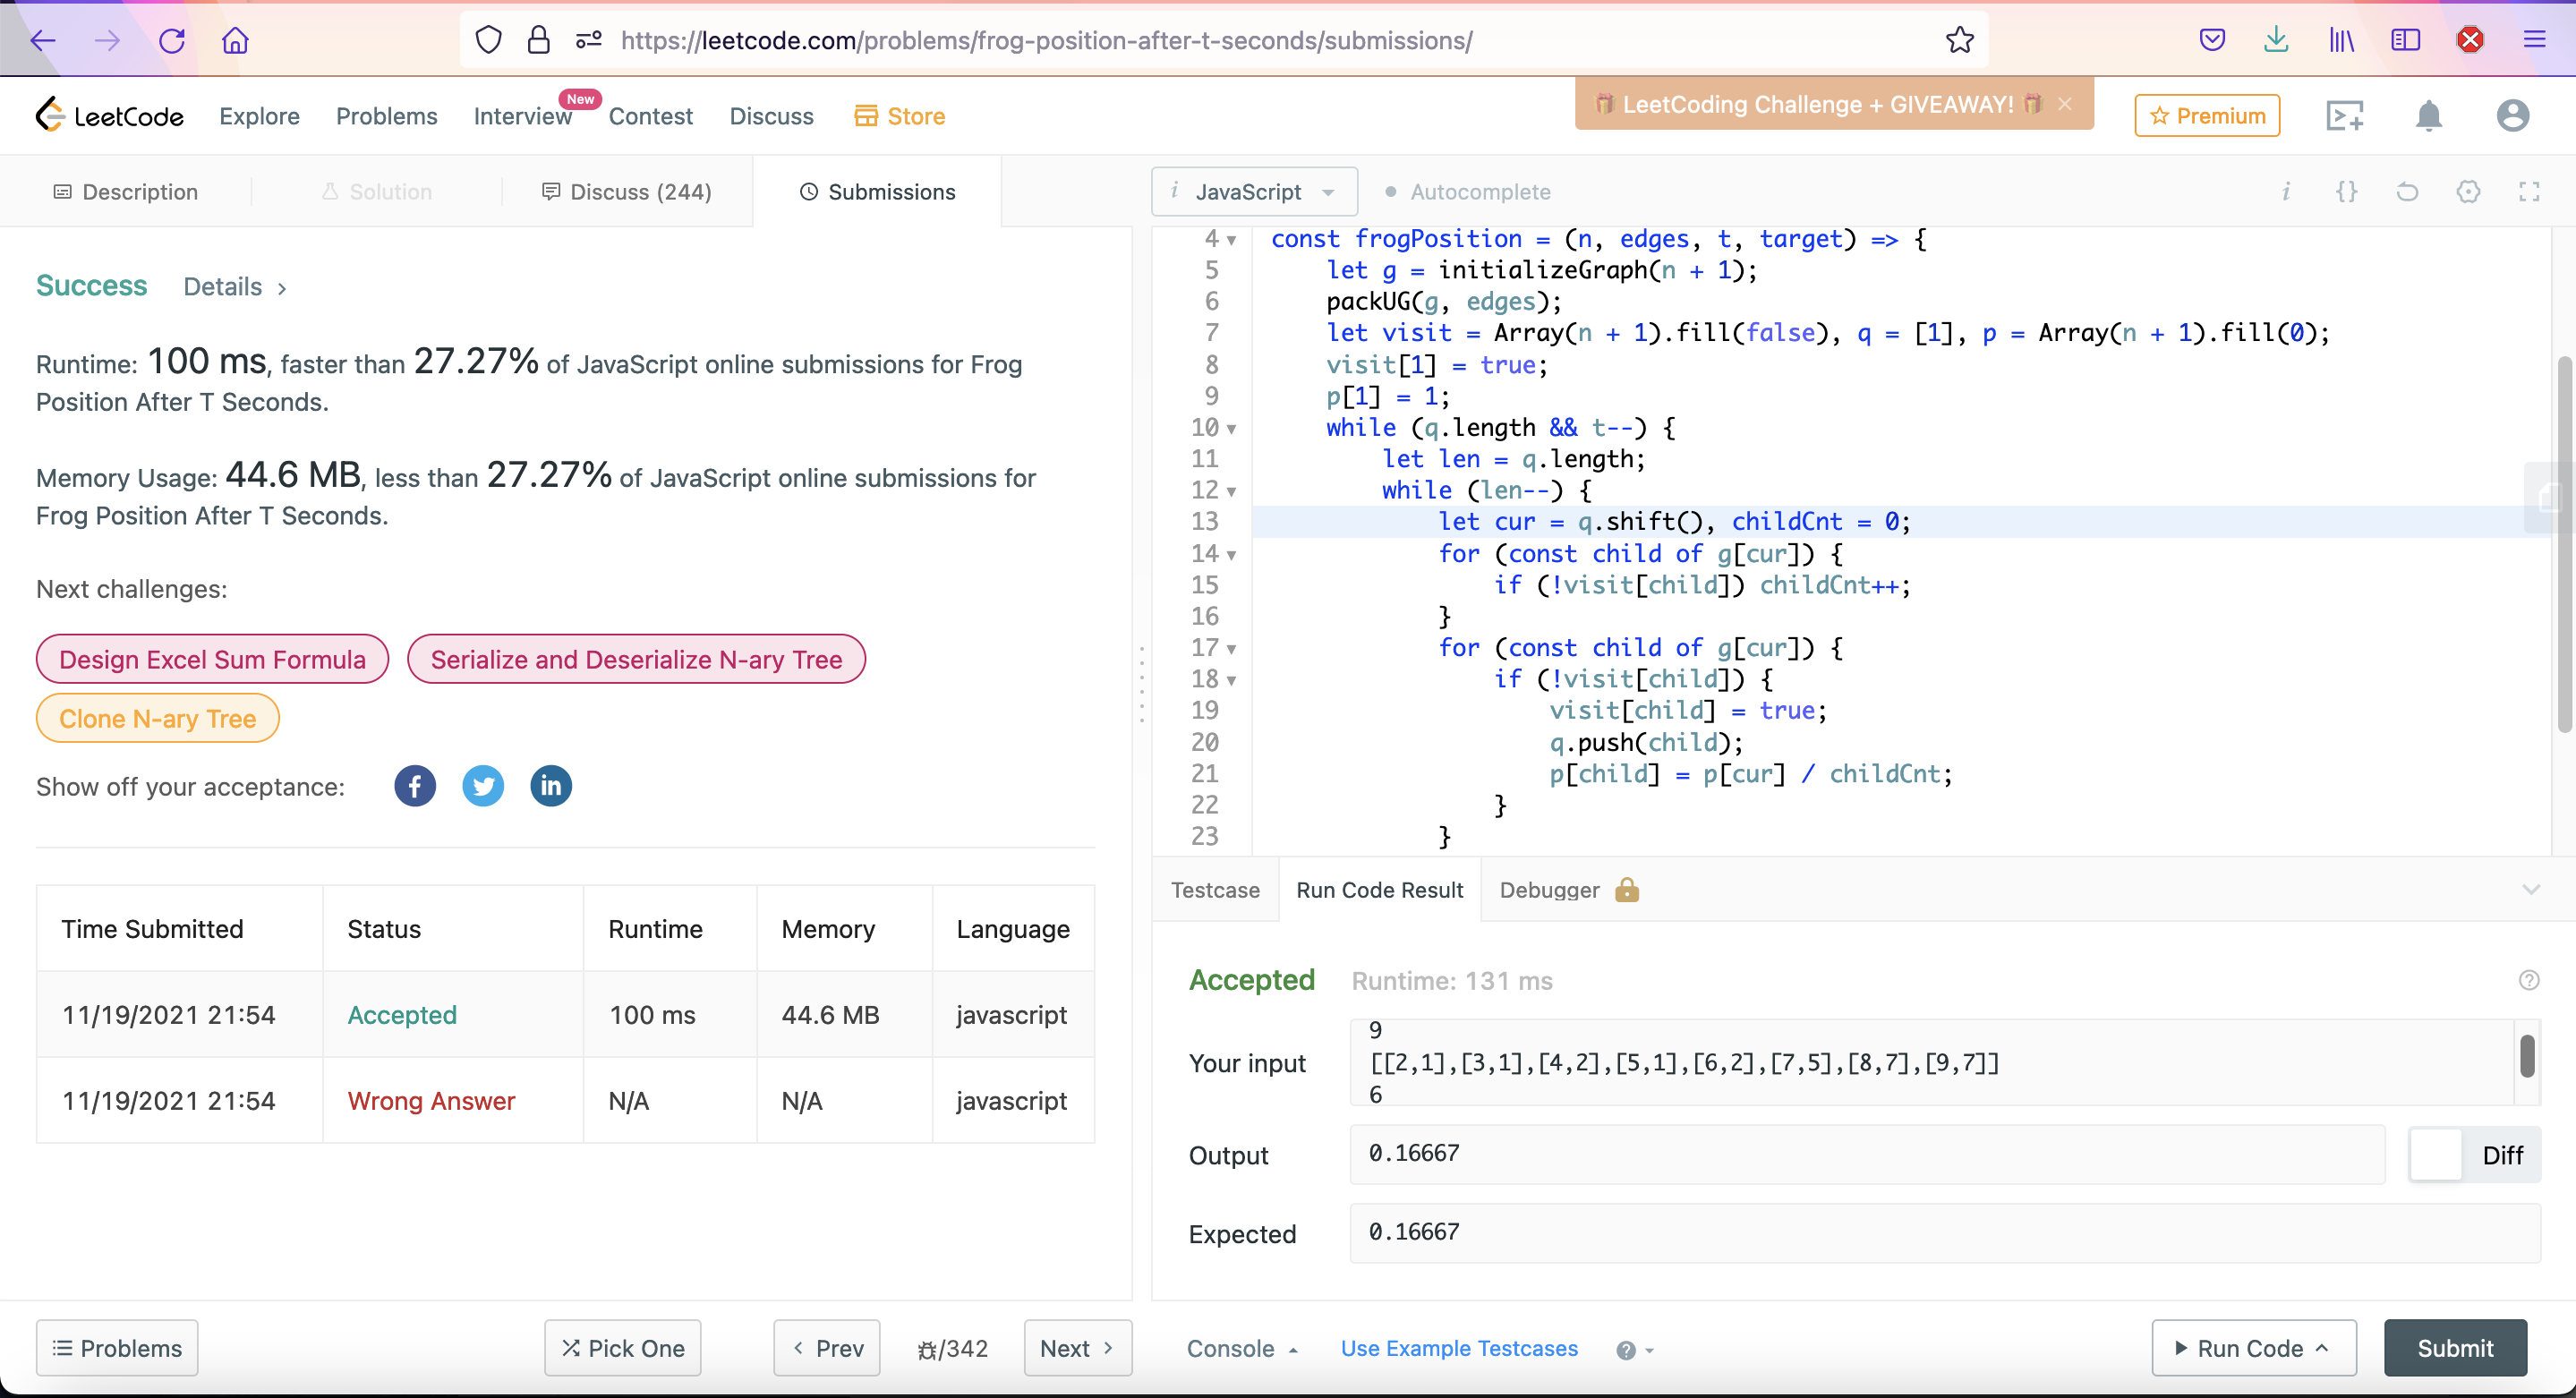 https://leetcode.com/problems/frog-position-after-t-seconds/submissions/
LeetCode
Explore
Problems
Interview
New
Contest
Discuss
Store
LeetCoding Challenge + GIVEAWAY!
Premium
Description
Solution
Discuss (244)
Submissions
i JavaScript
Autocomplete
Success
Details
Runtime: 100 ms, faster than 27.27% of JavaScript online submissions for Frog
Position After T Seconds.
Memory Usage: 44.6 MB, less than 27.27% of JavaScript online submissions for
Frog Position After T Seconds.
Next challenges:
Design Excel Sum Formula
Serialize and Deserialize N-ary Tree
Clone N-ary Tree
Show off your acceptance:
Time Submitted Status Runtime Memory Language
11/19/2021 21:54 Accepted 100 ms 44.6 MB javascript
11/19/2021 21:54 Wrong Answer N/A N/A javascript
4 const frogPosition = (n, edges, t, target) => {
5 let g = initializeGraph(n + 1);
6 packUG(g, edges);
7 let visit = Array(n + 1).fill(false), q = [1], p = Array(n + 1).fill(0);
8 visit[1] = true;
9 p[1] = 1;
10 while (q.length && t--) {
11 let len = q.length;
12 while (len--) {
13 let cur = q.shift(), childCnt = 0;
14 for (const child of g[cur]) {
15 if (!visit[child]) childCnt++;
16 }
17 for (const child of g[cur]) {
18 if (!visit[child]) {
19 visit[child] = true;
20 q.push(child);
21 p[child] = p[cur] / childCnt;
22 }
23 }
Testcase
Run Code Result
Debugger
Accepted
Runtime: 131 ms
Your input
9
[[2,1],[3,1],[4,2],[5,1],[6,2],[7,5],[8,7],[9,7]]
6
Output
0.16667
Diff
Expected
0.16667
Problems
Pick One
Prev
/342
Next
Console
Use Example Testcases
Run Code
Submit